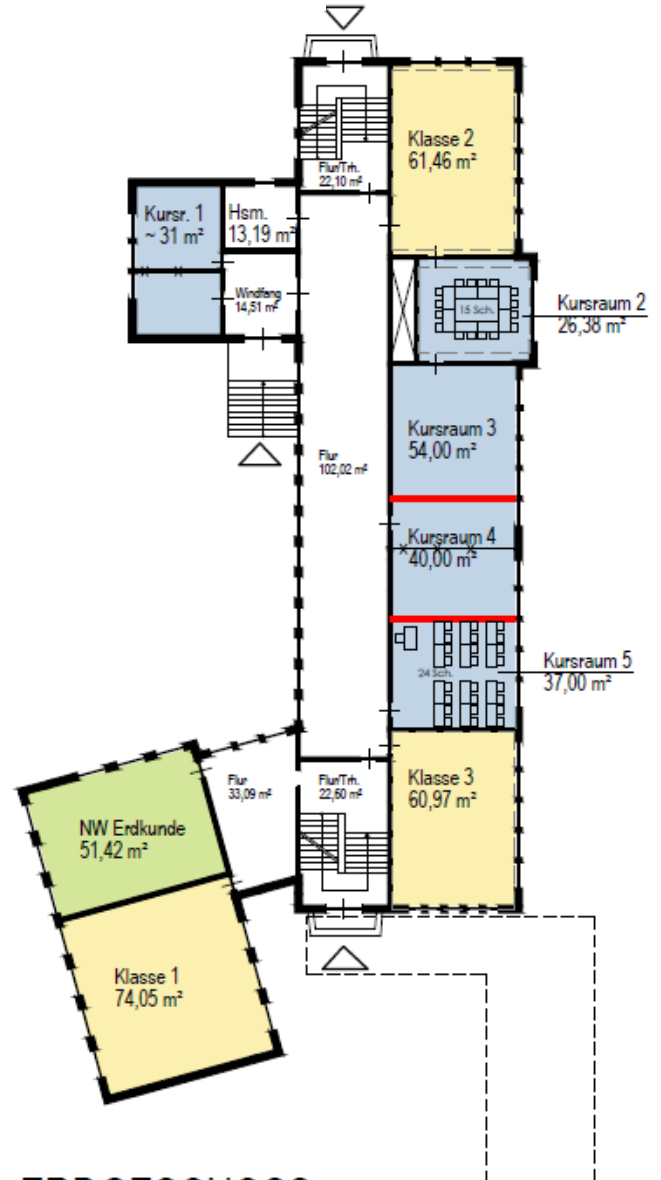 Klasse 2
61,46 m²
Flur/Trh.
22,10 m²
Kursr. 1
~ 31 m²
Hsm.
13,19 m²
Windfang
14,51 m²
15 Sch.
Kursraum 2
26,38 m²
Kursraum 3
54,00 m²
Flur
102,02 m²
Kursraum 4
40,00 m²
24 Sch.
Kursraum 5
37,00 m²
Flur
33,09 m²
Flur/Trh.
22,60 m²
Klasse 3
60,97 m²
NW Erdkunde
51,42 m²
Klasse 1
74,05 m²